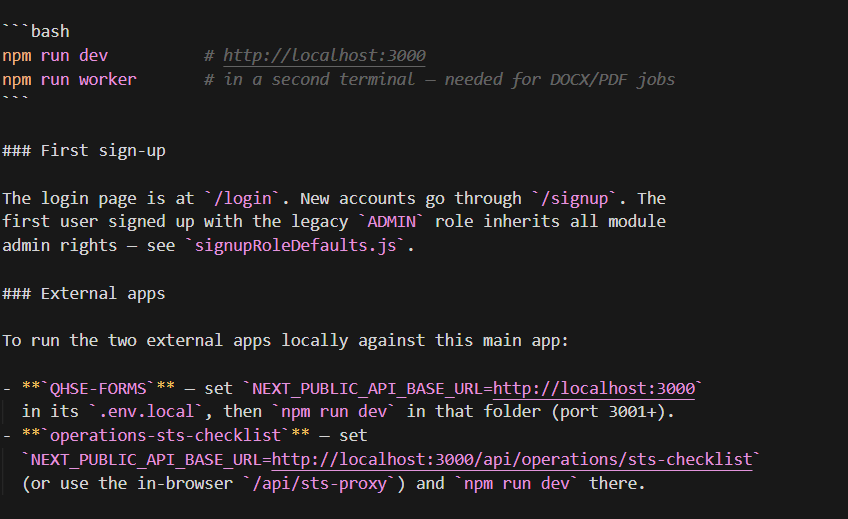 ```bash
npm run dev          # http://localhost:3000
npm run worker       # in a second terminal — needed for DOCX/PDF jobs
```
### First sign-up
The login page is at `/login`. New accounts go through `/signup`. The
first user signed up with the legacy `ADMIN` role inherits all module
admin rights — see `signupRoleDefaults.js`.
### External apps
To run the two external apps locally against this main app:
- **`QHSE-FORMS`** — set `NEXT_PUBLIC_API_BASE_URL=http://localhost:3000`
  in its `.env.local`, then `npm run dev` in that folder (port 3001+).
- **`operations-sts-checklist`** — set
  `NEXT_PUBLIC_API_BASE_URL=http://localhost:3000/api/operations/sts-checklist`
  (or use the in-browser `/api/sts-proxy`) and `npm run dev` there.